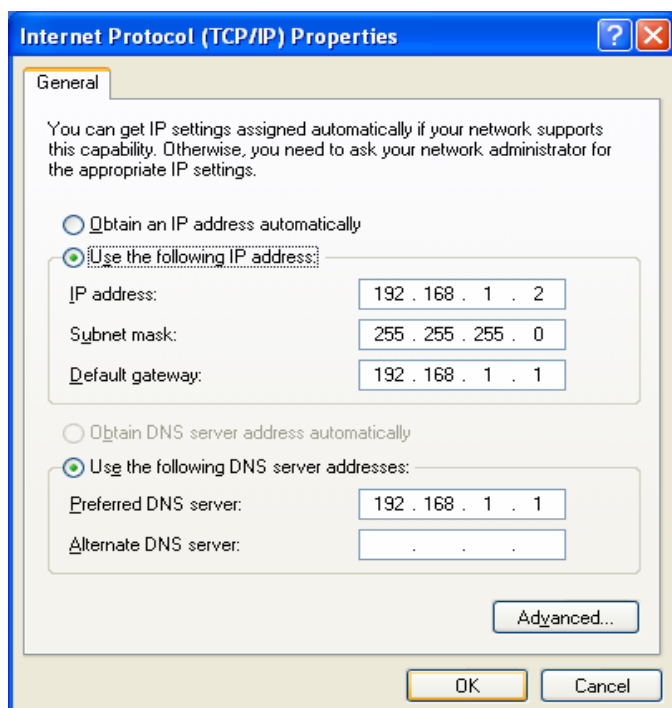 Internet Protocol (TCP/IP) Properties
General
You can get IP settings assigned automatically if your network supports
this capability. Otherwise, you need to ask your network administrator for
the appropriate IP settings.
Obtain an IP address automatically
Use the following IP address:
IP address: 192 . 168 . 1 . 2
Subnet mask: 255 . 255 . 255 . 0
Default gateway: 192 . 168 . 1 . 1
Obtain DNS server address automatically
Use the following DNS server addresses:
Preferred DNS server: 192 . 168 . 1 . 1
Alternate DNS server: . . .
Advanced...
OK Cancel